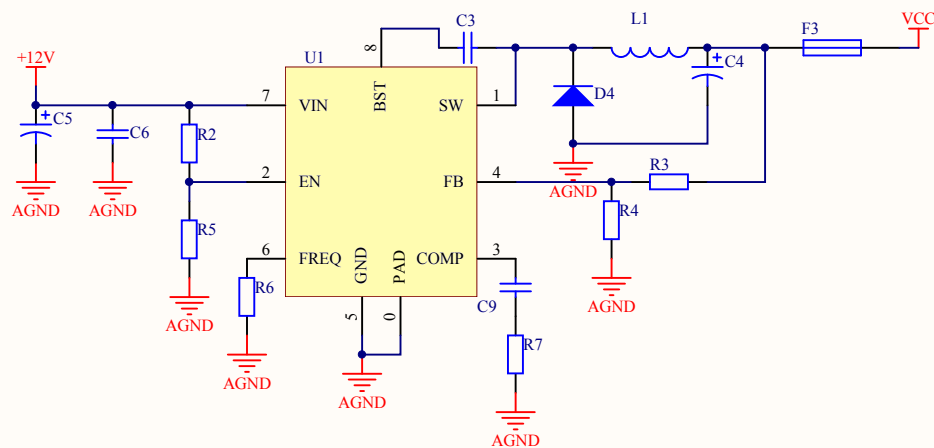 C3
L1
F3
VCC
+12V
U1
8
BST
C4
7
VIN
SW
1
D4
C5
C6
R2
2
EN
FB
4
R3
AGND
AGND
AGND
R5
R4
6
FREQ
GND
PAD
COMP
3
R6
C9
AGND
AGND
5
0
R7
AGND
AGND
AGND